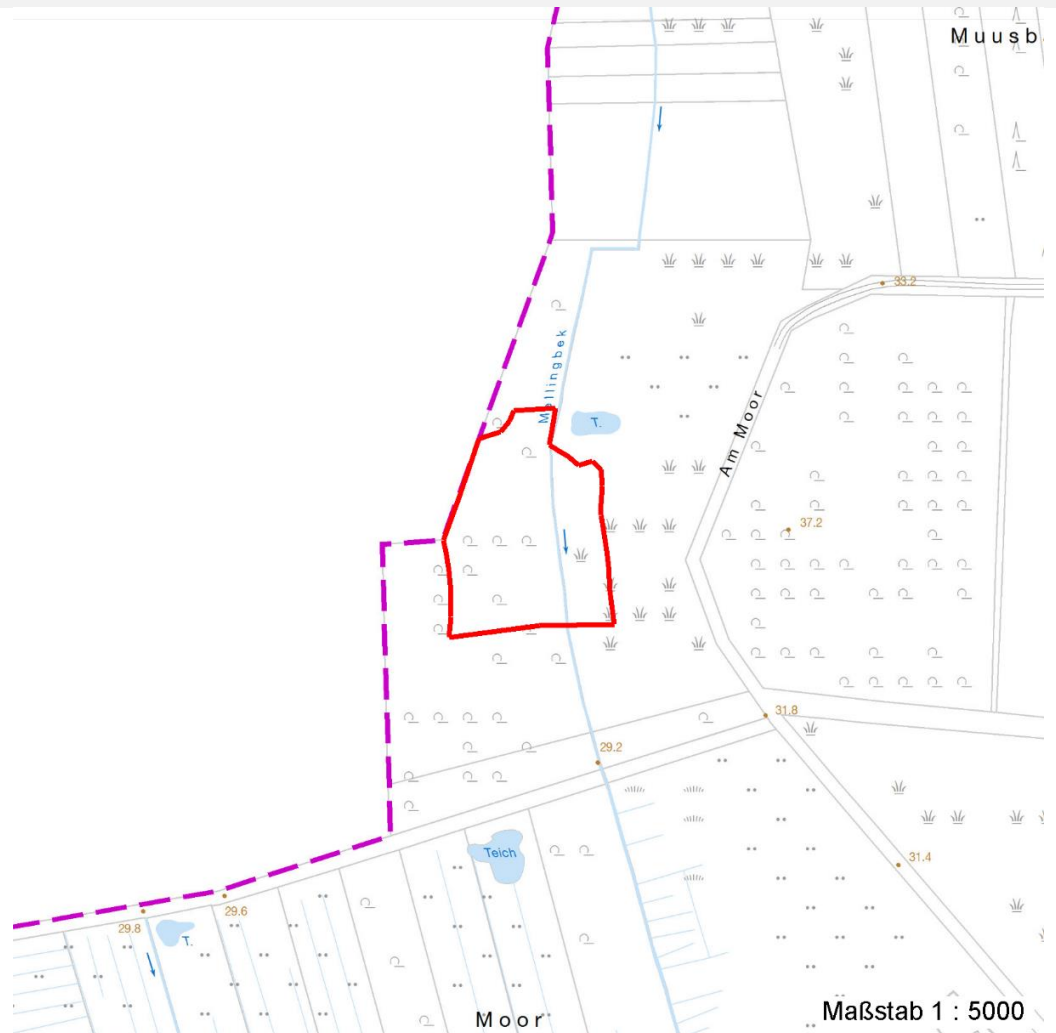 Muusb
33.2
Mellingbek
T.
Am Moor
37.2
31.8
29.2
Teich
31.4
29.6
29.8
T.
Moor
Maßstab 1 : 5000